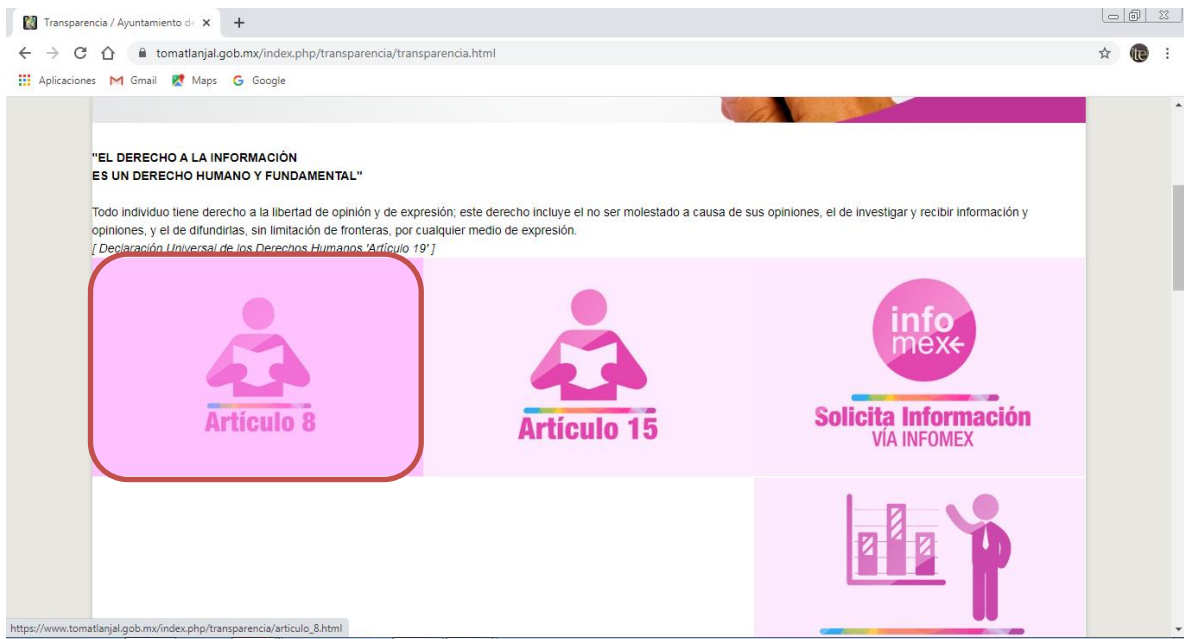 Transparencia / Ayuntamiento de
tomatlanjal.gob.mx/index.php/transparencia/transparencia.html
Aplicaciones Gmail Maps Google
"EL DERECHO A LA INFORMACIÓN
ES UN DERECHO HUMANO Y FUNDAMENTAL"
Todo individuo tiene derecho a la libertad de opinión y de expresión; este derecho incluye el no ser molestado a causa de sus opiniones, el de investigar y recibir información y
opiniones, y el de difundirlas, sin limitación de fronteras, por cualquier medio de expresión.
[ Declaración Universal de los Derechos Humanos 'Artículo 19' ]
Artículo 8
Artículo 15
info
mex
Solicita Información
VÍA INFOMEX
https://www.tomatlanjal.gob.mx/index.php/transparencia/articulo_8.html